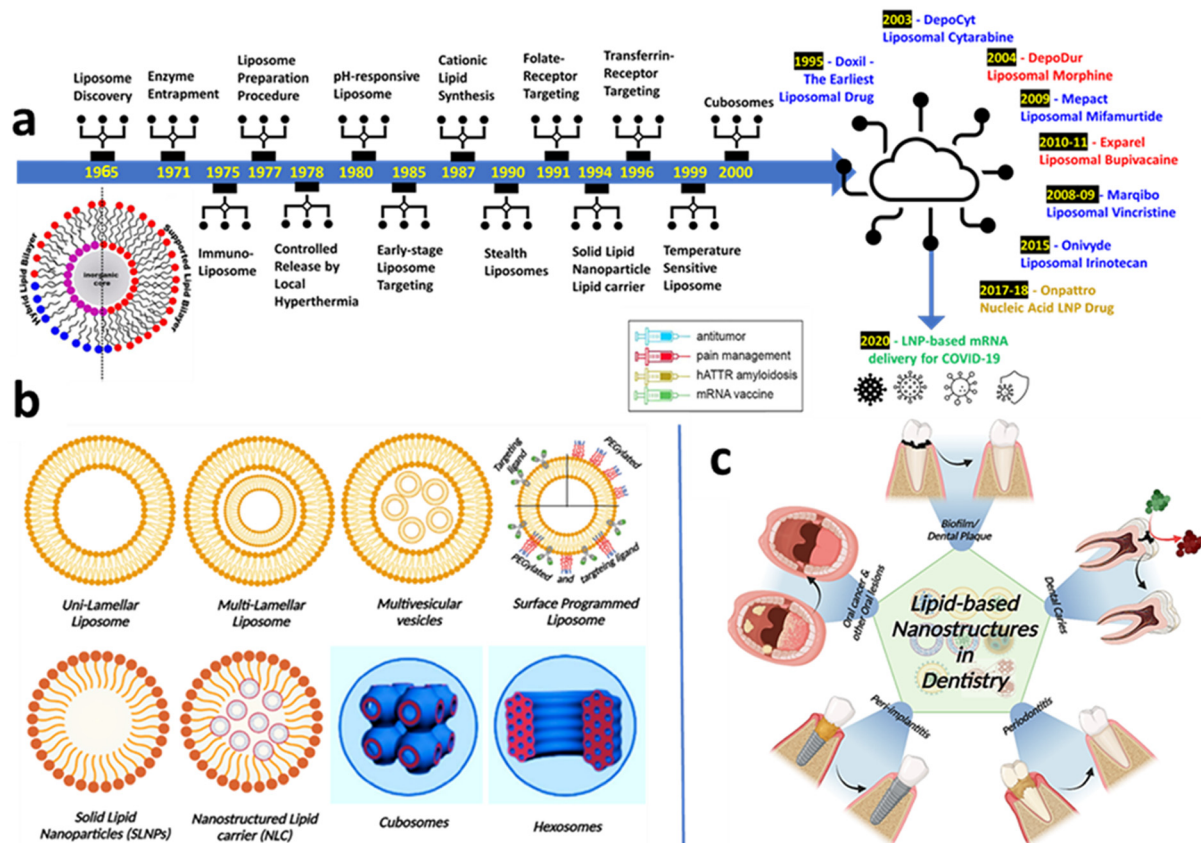 a
Liposome
Discovery
Enzyme
Entrapment
Liposome
Preparation
Procedure
pH-responsive
Liposome
Cationic
Lipid
Synthesis
Folate-
Receptor
Targeting
Transferrin-
Receptor
Targeting
Cubosomes
1965
1971
1975
1977
1978
1980
1985
1987
1990
1991
1994
1996
1999
2000
Immuno-
Liposome
Controlled
Release by
Local
Hyperthermia
Early-stage
Liposome
Targeting
Stealth
Liposomes
Solid Lipid
Nanoparticle
Lipid carrier
Temperature
Sensitive
Liposome
Hybrid Lipid Bilayer
Supported Lipid Bilayer
inorganic
core
1995 - Doxil -
The Earliest
Liposomal Drug
2003 - DepoCyt
Liposomal Cytarabine
2004 - DepoDur
Liposomal Morphine
2009 - Mepact
Liposomal Mifamurtide
2010-11 - Exparel
Liposomal Bupivacaine
2008-09 - Marqibo
Liposomal Vincristine
2015 - Onivyde
Liposomal Irinotecan
2017-18 - Onpattro
Nucleic Acid LNP Drug
2020 - LNP-based mRNA
delivery for COVID-19
antitumor
pain management
hATTR amyloidosis
mRNA vaccine
b
Uni-Lamellar
Liposome
Multi-Lamellar
Liposome
Multivesicular
vesicles
Targeting
ligand
PEGylated
PEGylated and targteing ligand
Surface Programmed
Liposome
Solid Lipid
Nanoparticles (SLNPs)
Nanostructured Lipid
carrier (NLC)
Cubosomes
Hexosomes
c
Biofilm/
Dental Plaque
Oral cancer &
other Oral lesions
Dental Caries
Lipid-based
Nanostructures
in
Dentistry
Peri-implantitis
Periodontitis